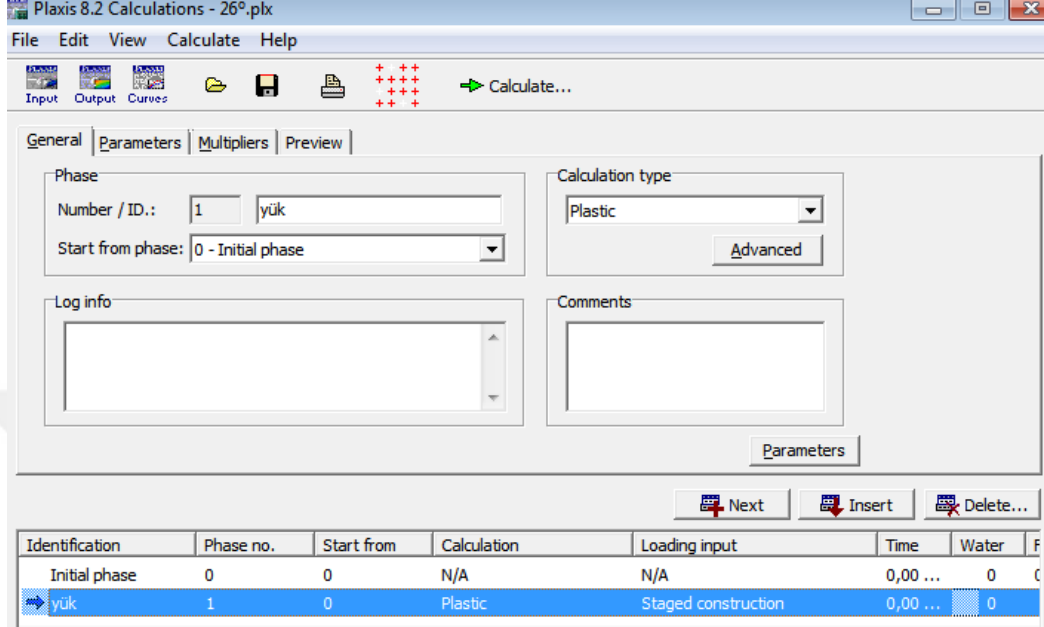 Plaxis 8.2 Calculations - 26º.plx
File Edit View Calculate Help
Input Output Curves Calculate...
General Parameters Multipliers Preview
Phase Calculation type
Number / ID.: 1 yük Plastic
Start from phase: 0 - Initial phase Advanced
Log info Comments
Parameters
Next Insert Delete...
Identification Phase no. Start from Calculation Loading input Time Water F
Initial phase 0 0 N/A N/A 0,00 ... 0
yük 1 0 Plastic Staged construction 0,00 ... 0